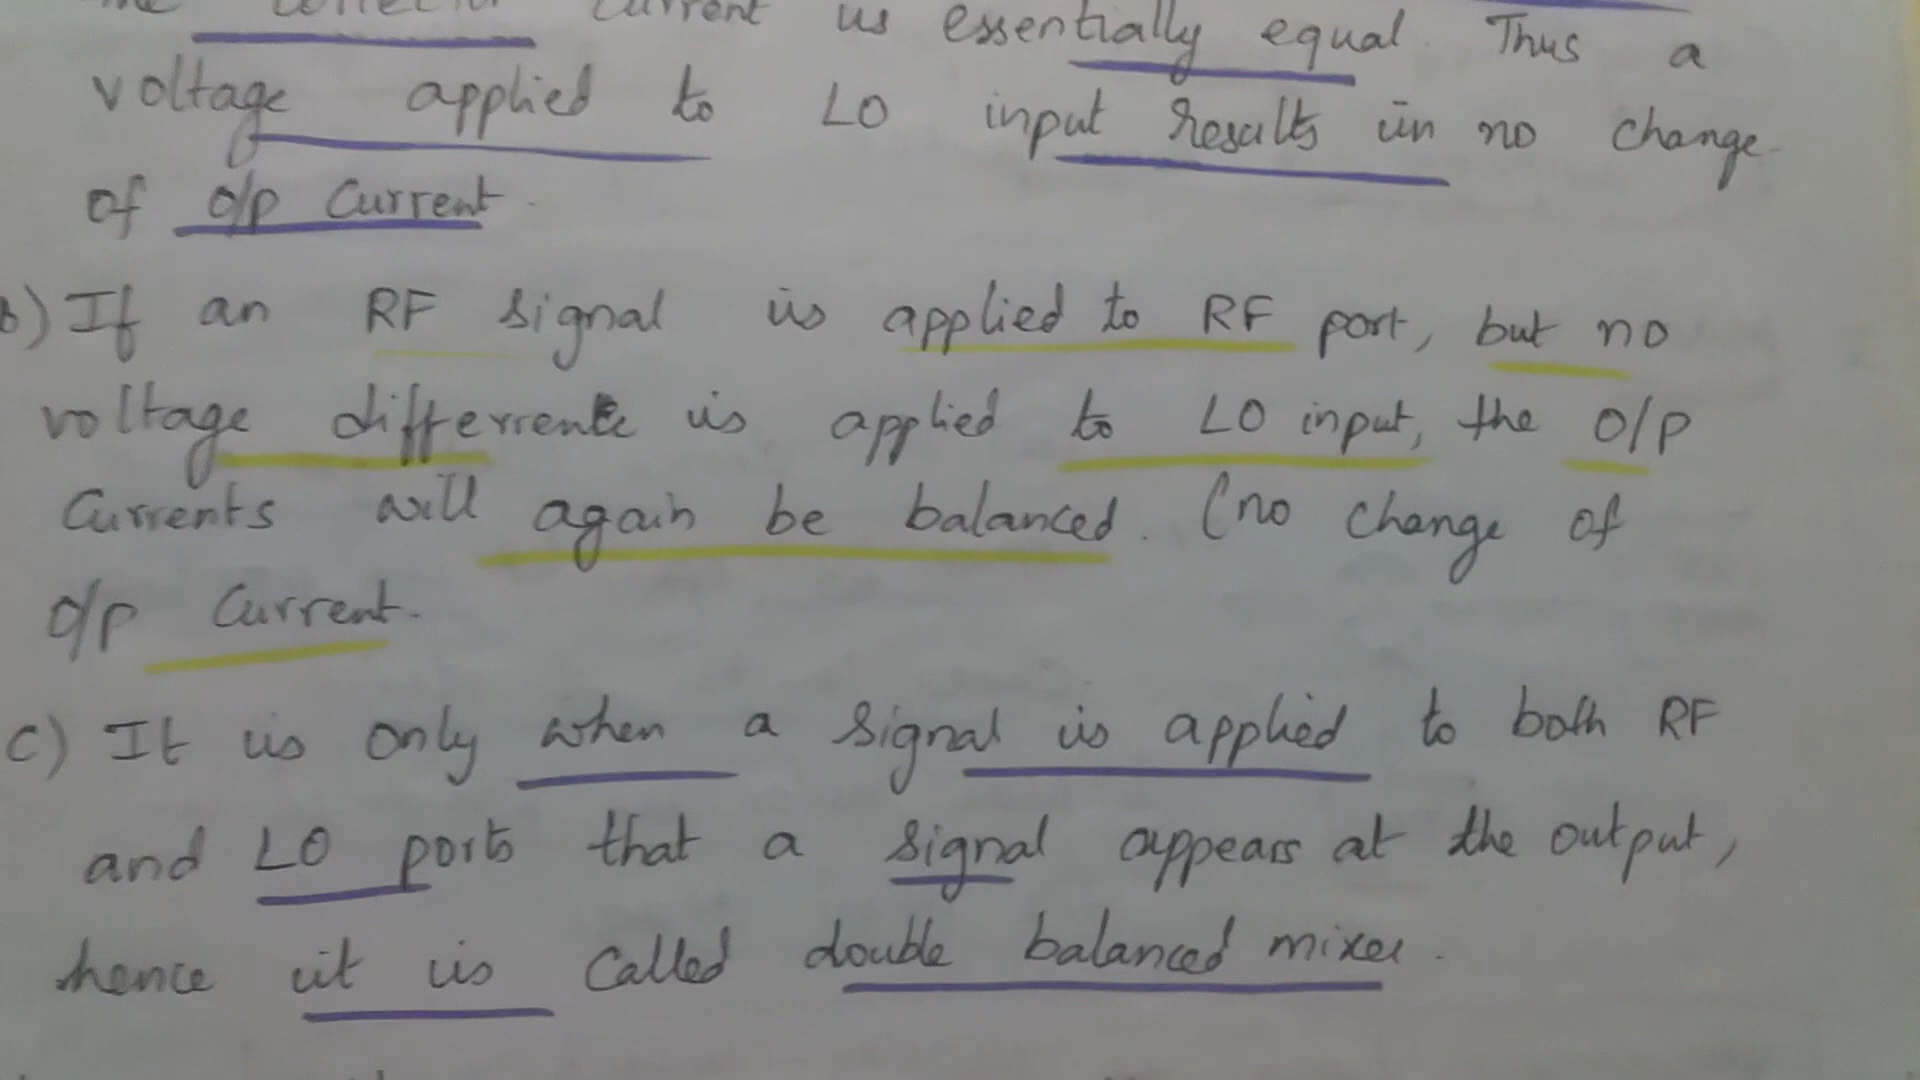 the collector current is essentially equal. Thus a
voltage applied to LO input results in no change
of o/p current.
b) If an RF signal is applied to RF port, but no
voltage differrence is applied to LO input, the O/P
Currents will again be balanced. (no change of
o/p Current.
c) It is only when a signal is applied to both RF
and LO ports that a signal appears at the output,
hence it is called double balanced mixer.